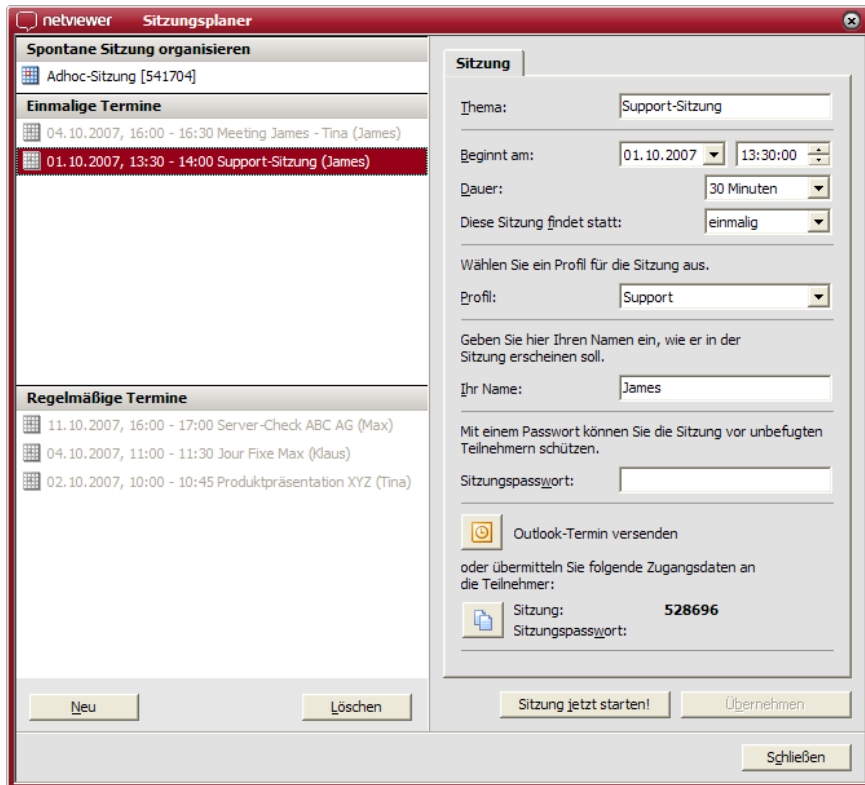 netviewer Sitzungsplaner
Spontane Sitzung organisieren
Adhoc-Sitzung [541704]
Einmalige Termine
04.10.2007, 16:00 - 16:30 Meeting James - Tina (James)
01.10.2007, 13:30 - 14:00 Support-Sitzung (James)
Regelmäßige Termine
11.10.2007, 16:00 - 17:00 Server-Check ABC AG (Max)
04.10.2007, 11:00 - 11:30 Jour Fixe Max (Klaus)
02.10.2007, 10:00 - 10:45 Produktpräsentation XYZ (Tina)
Neu
Löschen
Sitzung
Thema: Support-Sitzung
Beginnt am: 01.10.2007 13:30:00
Dauer: 30 Minuten
Diese Sitzung findet statt: einmalig
Wählen Sie ein Profil für die Sitzung aus.
Profil: Support
Geben Sie hier Ihren Namen ein, wie er in der
Sitzung erscheinen soll.
Ihr Name: James
Mit einem Passwort können Sie die Sitzung vor unbefugten
Teilnehmern schützen.
Sitzungspasswort:
Outlook-Termin versenden
oder übermitteln Sie folgende Zugangsdaten an
die Teilnehmer:
Sitzung: 528696
Sitzungspasswort:
Sitzung jetzt starten!
Übernehmen
Schließen